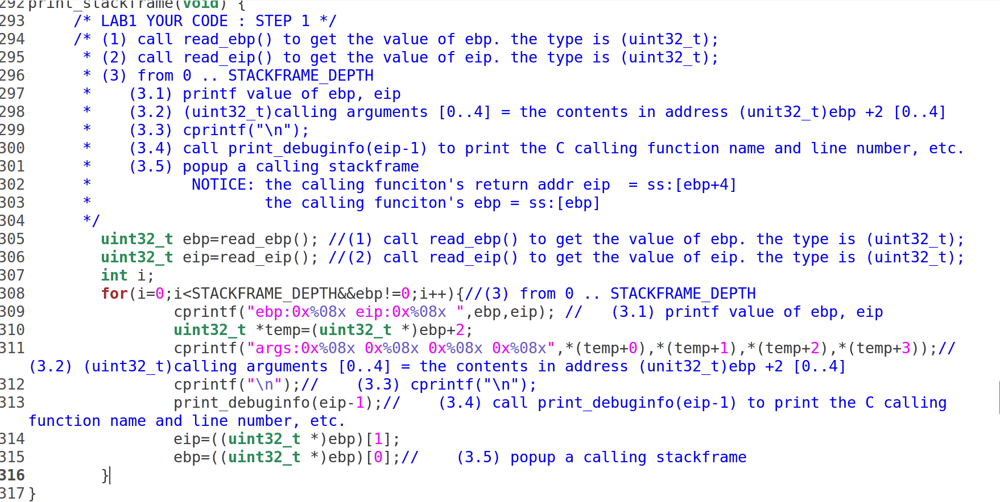 292 print_stackframe(void) {
293 /* LAB1 YOUR CODE : STEP 1 */
294 /* (1) call read_ebp() to get the value of ebp. the type is (uint32_t);
295 * (2) call read_eip() to get the value of eip. the type is (uint32_t);
296 * (3) from 0 .. STACKFRAME_DEPTH
297 * (3.1) printf value of ebp, eip
298 * (3.2) (uint32_t)calling arguments [0..4] = the contents in address (unit32_t)ebp +2 [0..4]
299 * (3.3) cprintf("\n");
300 * (3.4) call print_debuginfo(eip-1) to print the C calling function name and line number, etc.
301 * (3.5) popup a calling stackframe
302 * NOTICE: the calling funciton's return addr eip  = ss:[ebp+4]
303 * the calling funciton's ebp = ss:[ebp]
304 */
305 uint32_t ebp=read_ebp(); //(1) call read_ebp() to get the value of ebp. the type is (uint32_t);
306 uint32_t eip=read_eip(); //(2) call read_eip() to get the value of eip. the type is (uint32_t);
307 int i;
308 for(i=0;i<STACKFRAME_DEPTH&&ebp!=0;i++){//(3) from 0 .. STACKFRAME_DEPTH
309 cprintf("ebp:0x%08x eip:0x%08x ",ebp,eip); //   (3.1) printf value of ebp, eip
310 uint32_t *temp=(uint32_t *)ebp+2;
311 cprintf("args:0x%08x 0x%08x 0x%08x 0x%08x",*(temp+0),*(temp+1),*(temp+2),*(temp+3));//
(3.2) (uint32_t)calling arguments [0..4] = the contents in address (unit32_t)ebp +2 [0..4]
312 cprintf("\n");//    (3.3) cprintf("\n");
313 print_debuginfo(eip-1);//    (3.4) call print_debuginfo(eip-1) to print the C calling
function name and line number, etc.
314 eip=((uint32_t *)ebp)[1];
315 ebp=((uint32_t *)ebp)[0];//    (3.5) popup a calling stackframe
316 }
317 }